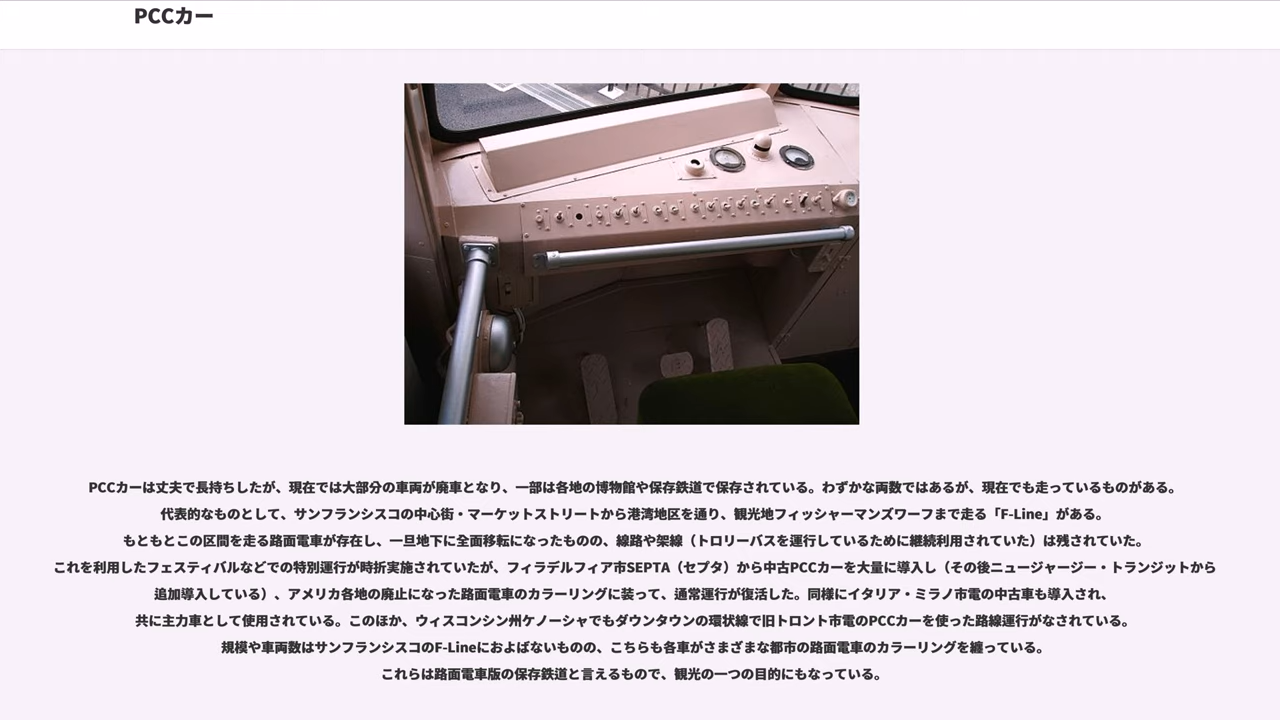 PCCカー
PCCカーは丈夫で長持ちしたが、現在では大部分の車両が廃車となり、一部は各地の博物館や保存鉄道で保存されている。わずかな両数ではあるが、現在でも走っているものがある。
代表的なものとして、サンフランシスコの中心街・マーケットストリートから港湾地区を通り、観光地フィッシャーマンズワーフまで走る「F-Line」がある。
もともとこの区間を走る路面電車が存在し、一旦地下に全面移転になったものの、線路や架線（トロリーバスを運行しているために継続利用されていた）は残されていた。
これを利用したフェスティバルなどでの特別運行が時折実施されていたが、フィラデルフィア市SEPTA（セプタ）から中古PCCカーを大量に導入し（その後ニュージャージー・トランジットから
追加導入している）、アメリカ各地の廃止になった路面電車のカラーリングに装って、通常運行が復活した。同様にイタリア・ミラノ市電の中古車も導入され、
共に主力車として使用されている。このほか、ウィスコンシン州ケノーシャでもダウンタウンの環状線で旧トロント市電のPCCカーを使った路線運行がなされている。
規模や車両数はサンフランシスコのF-Lineにおよばないものの、こちらも各車がさまざまな都市の路面電車のカラーリングを纏っている。
これらは路面電車版の保存鉄道と言えるもので、観光の一つの目的にもなっている。